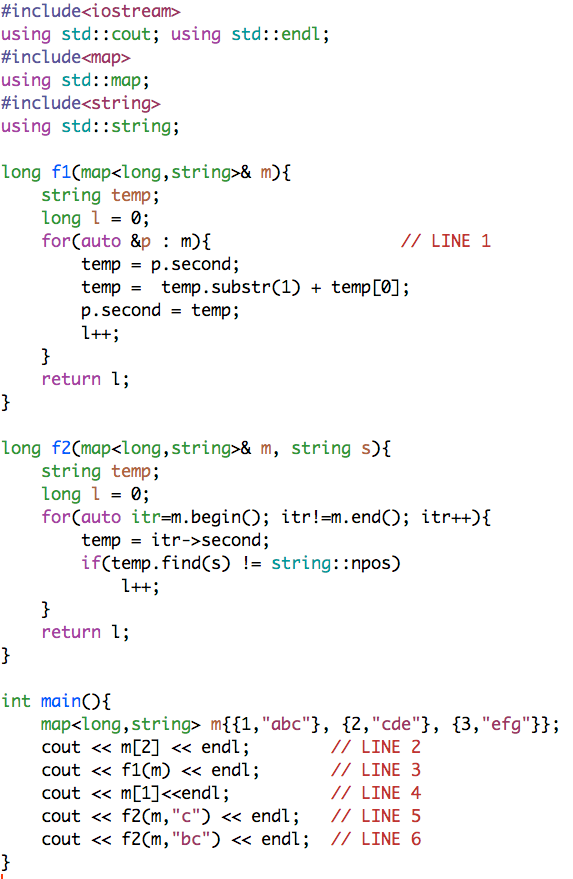 #include<iostream>
using std::cout; using std::endl;
#include<map>
using std::map;
#include<string>
using std::string;

long f1(map<long,string>& m){
    string temp;
    long l = 0;
    for(auto &p : m){                   // LINE 1
        temp = p.second;
        temp =  temp.substr(1) + temp[0];
        p.second = temp;
        l++;
    }
    return l;
}

long f2(map<long,string>& m, string s){
    string temp;
    long l = 0;
    for(auto itr=m.begin(); itr!=m.end(); itr++){
        temp = itr->second;
        if(temp.find(s) != string::npos)
            l++;
    }
    return l;
}

int main(){
    map<long,string> m{{1,"abc"}, {2,"cde"}, {3,"efg"}};
    cout << m[2] << endl;        // LINE 2
    cout << f1(m) << endl;       // LINE 3
    cout << m[1]<<endl;          // LINE 4
    cout << f2(m,"c") << endl;   // LINE 5
    cout << f2(m,"bc") << endl;  // LINE 6
}